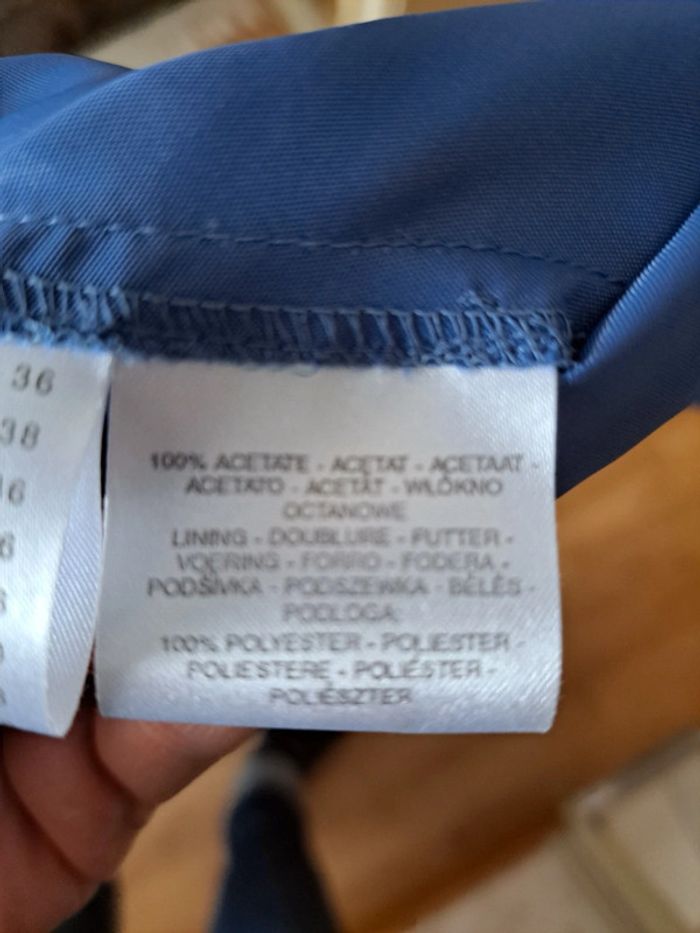 36
38
100% ACETATE - ACETAT - ACETAAT -
ACETATO - ACETÁT - WŁÓKNO
OCTANOWE
LINING - DOUBLURE - FUTTER -
VOERING - FORRO - FODERA -
PODŠÍVKA - PODSZEWKA - BÉLÉS -
PODLOGA:
100% POLYESTER - POLIESTER -
POLIESTERE - POLIÉSTER -
POLIÉSZTER